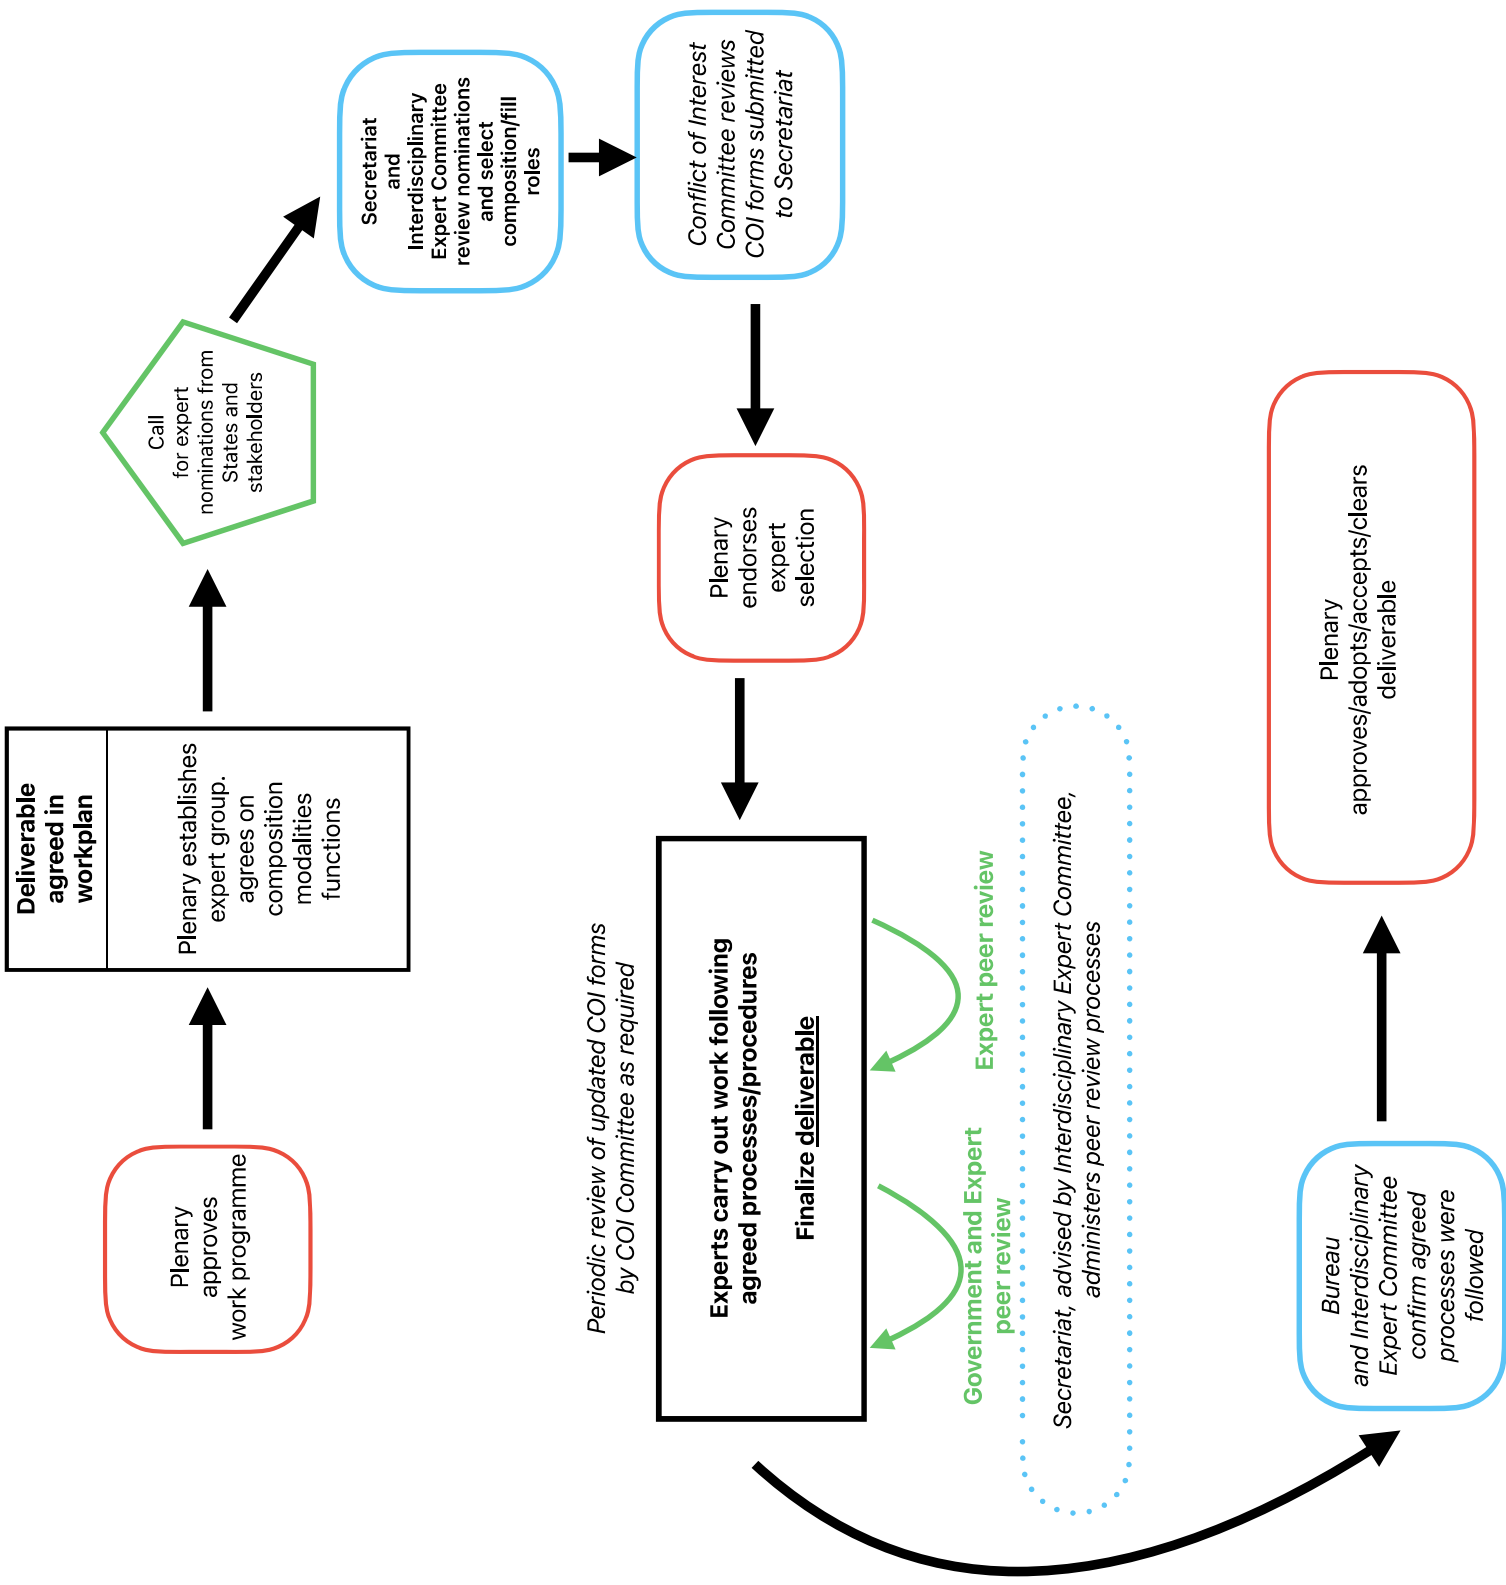 Plenary
approves
work programme
Deliverable
agreed in
workplan
Plenary establishes
expert group.
agrees on
composition
modalities
functions
Call
for expert
nominations from
States and
stakeholders
Secretariat
and
Interdisciplinary
Expert Committee
review nominations
and select
composition/fill
roles
Conflict of Interest
Committee reviews
COI forms submitted
to Secretariat
Plenary
endorses
expert
selection
Periodic review of updated COI forms
by COI Committee as required
Experts carry out work following
agreed processes/procedures
Finalize deliverable
Expert peer review
Government and Expert
peer review
Secretariat, advised by Interdisciplinary Expert Committee,
administers peer review processes
Bureau
and Interdisciplinary
Expert Committee
confirm agreed
processes were
followed
Plenary
approves/adopts/accepts/clears
deliverable